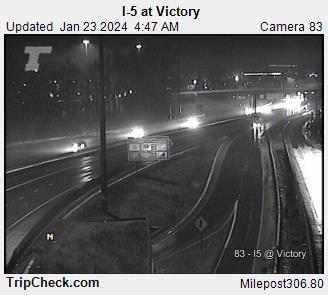 I-5 at Victory
Updated  Jan 23 2024  4:47 AM
Camera 83
N
83 - I5 @ Victory
TripCheck.com
Milepost306.80